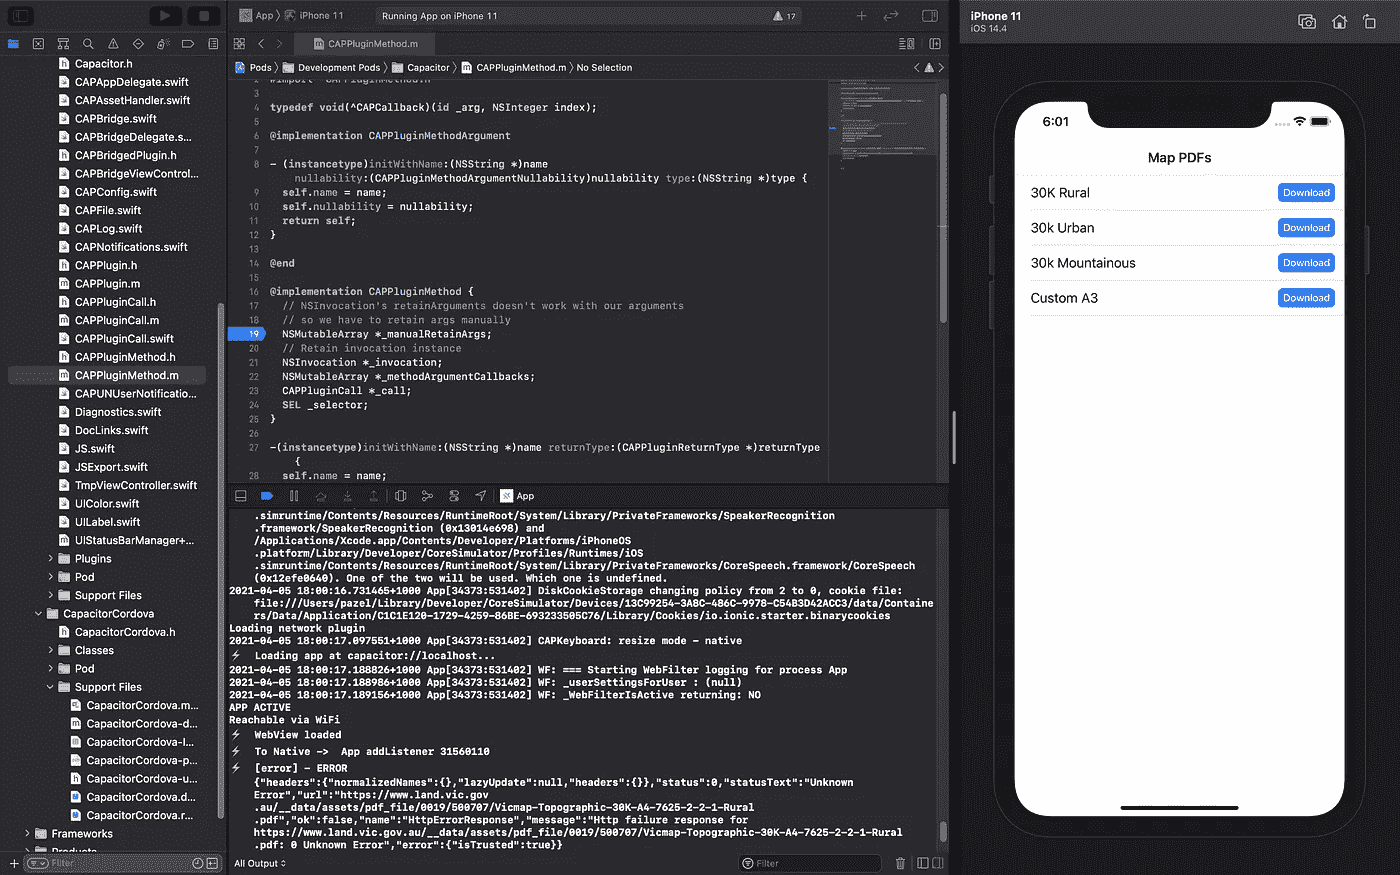 App
iPhone 11
Running App on iPhone 11
17
CAPPluginMethod.m
Pods
Development Pods
Capacitor
CAPPluginMethod.m
No Selection
Capacitor.h
CAPAppDelegate.swift
CAPAssetHandler.swift
CAPBridge.swift
CAPBridgeDelegate.s...
CAPBridgedPlugin.h
CAPBridgeViewControl...
CAPConfig.swift
CAPFile.swift
CAPLog.swift
CAPNotifications.swift
CAPPlugin.h
CAPPlugin.m
CAPPluginCall.h
CAPPluginCall.m
CAPPluginCall.swift
CAPPluginMethod.h
CAPPluginMethod.m
CAPUNUserNotificatio...
Diagnostics.swift
DocLinks.swift
JS.swift
JSExport.swift
TmpViewController.swift
UIColor.swift
UILabel.swift
UIStatusBarManager+...
Plugins
Pod
Support Files
CapacitorCordova
CapacitorCordova.h
Classes
Pod
Support Files
CapacitorCordova.m...
CapacitorCordova-d...
CapacitorCordova-I...
CapacitorCordova-p...
CapacitorCordova-u...
CapacitorCordova.d...
CapacitorCordova.r...
Frameworks
Products
Filter
3
4 typedef void(^CAPCallback)(id _arg, NSInteger index);
5
6 @implementation CAPPluginMethodArgument
7
8 - (instancetype)initWithName:(NSString *)name
nullability:(CAPPluginMethodArgumentNullability)nullability type:(NSString *)type {
9 self.name = name;
10 self.nullability = nullability;
11 return self;
12 }
13
14 @end
15
16 @implementation CAPPluginMethod {
17 // NSInvocation's retainArguments doesn't work with our arguments
18 // so we have to retain args manually
19 NSMutableArray *_manualRetainArgs;
20 // Retain invocation instance
21 NSInvocation *_invocation;
22 NSMutableArray *_methodArgumentCallbacks;
23 CAPPluginCall *_call;
24 SEL _selector;
25 }
26
27 -(instancetype)initWithName:(NSString *)name returnType:(CAPPluginReturnType *)returnType
{
28 self.name = name;
App
.simruntime/Contents/Resources/RuntimeRoot/System/Library/PrivateFrameworks/SpeakerRecognition
.framework/SpeakerRecognition (0x13014e698) and
/Applications/Xcode.app/Contents/Developer/Platforms/iPhoneOS
.platform/Library/Developer/CoreSimulator/Profiles/Runtimes/iOS
.simruntime/Contents/Resources/RuntimeRoot/System/Library/PrivateFrameworks/CoreSpeech.framework/CoreSpeech
(0x12efe0640). One of the two will be used. Which one is undefined.
2021-04-05 18:00:16.731465+1000 App[34373:531402] DiskCookieStorage changing policy from 2 to 0, cookie file:
file:///Users/pazel/Library/Developer/CoreSimulator/Devices/13C99254-3A8C-486C-9978-C54B3D42ACC3/data/Containe
rs/Data/Application/C1C1E120-1729-4259-86BE-693233505C76/Library/Cookies/io.ionic.starter.binarycookies
Loading network plugin
2021-04-05 18:00:17.097551+1000 App[34373:531402] CAPKeyboard: resize mode - native
⚡ Loading app at capacitor://localhost...
2021-04-05 18:00:17.188826+1000 App[34373:531402] WF: === Starting WebFilter logging for process App
2021-04-05 18:00:17.188986+1000 App[34373:531402] WF: _userSettingsForUser : (null)
2021-04-05 18:00:17.189156+1000 App[34373:531402] WF: _WebFilterIsActive returning: NO
APP ACTIVE
Reachable via WiFi
⚡ WebView loaded
⚡ To Native -> App addListener 31560110
⚡ [error] - ERROR
{"headers":{"normalizedNames":{},"lazyUpdate":null,"headers":{}},"status":0,"statusText":"Unknown
Error","url":"https://www.land.vic.gov
.au/__data/assets/pdf_file/0019/500707/Vicmap-Topographic-30K-A4-7625-2-2-1-Rural
.pdf","ok":false,"name":"HttpErrorResponse","message":"Http failure response for
https://www.land.vic.gov.au/__data/assets/pdf_file/0019/500707/Vicmap-Topographic-30K-A4-7625-2-2-1-Rural
.pdf: 0 Unknown Error","error":{"isTrusted":true}}
All Output
Filter
iPhone 11
iOS 14.4
6:01
Map PDFs
30K Rural Download
30k Urban Download
30k Mountainous Download
Custom A3 Download